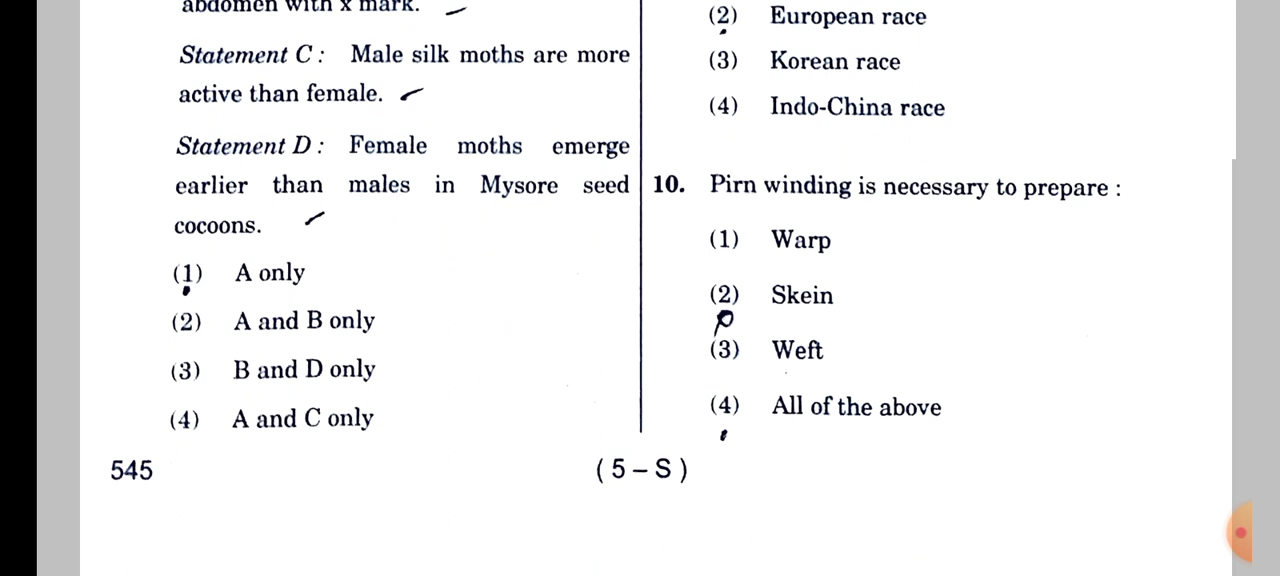 abdomen with x mark.
Statement C : Male silk moths are more
active than female.
Statement D : Female moths emerge
earlier than males in Mysore seed
cocoons.
(1) A only
(2) A and B only
(3) B and D only
(4) A and C only
(2) European race
(3) Korean race
(4) Indo-China race
10. Pirn winding is necessary to prepare :
(1) Warp
(2) Skein
(3) Weft
(4) All of the above
545
( 5 – S )